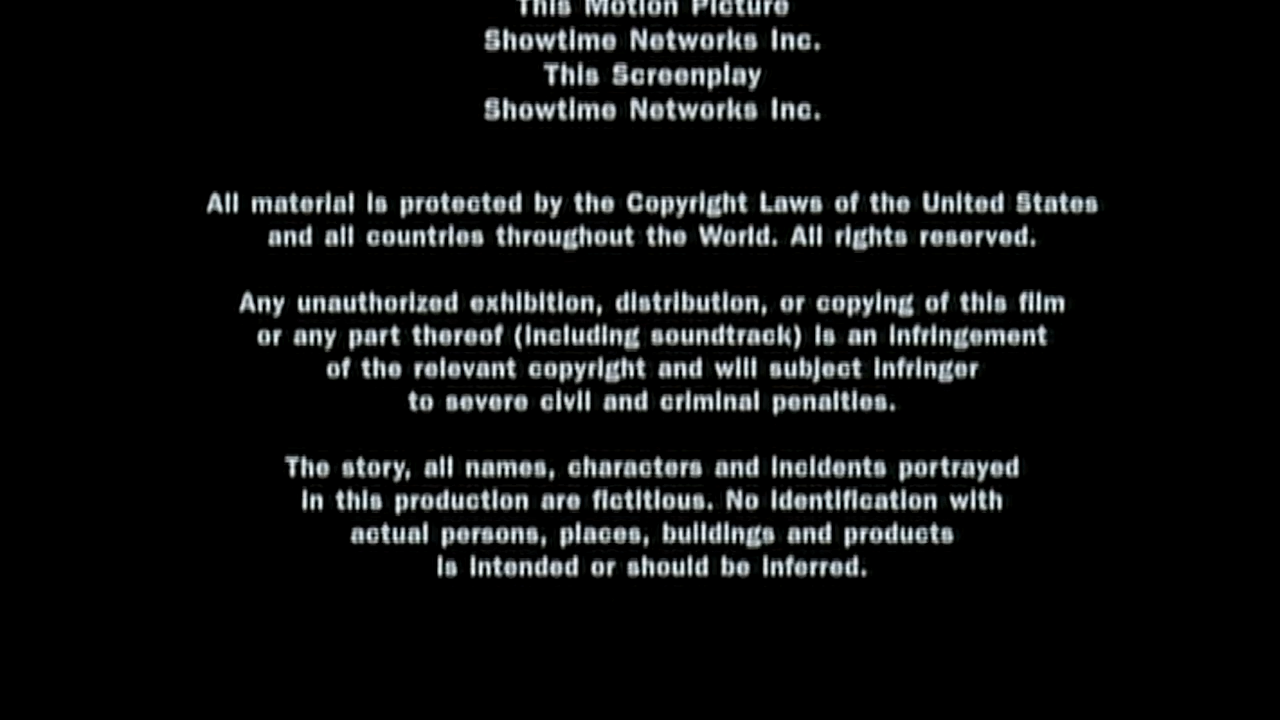 This Motion Picture
Showtime Networks Inc.
This Screenplay
Showtime Networks Inc.
All material is protected by the Copyright Laws of the United States
and all countries throughout the World. All rights reserved.
Any unauthorized exhibition, distribution, or copying of this film
or any part thereof (including soundtrack) is an infringement
of the relevant copyright and will subject infringer
to severe civil and criminal penalties.
The story, all names, characters and incidents portrayed
in this production are fictitious. No identification with
actual persons, places, buildings and products
is intended or should be inferred.